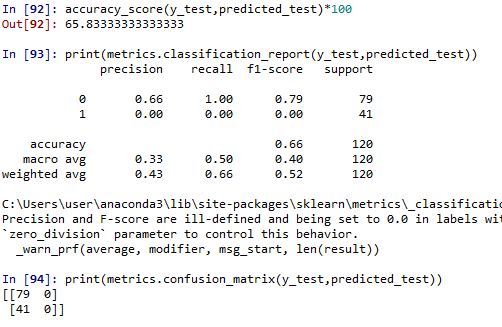 In [92]: accuracy_score(y_test,predicted_test)*100
Out[92]: 65.83333333333333
In [93]: print(metrics.classification_report(y_test,predicted_test))
precision recall f1-score support
0 0.66 1.00 0.79 79
1 0.00 0.00 0.00 41
accuracy 0.66 120
macro avg 0.33 0.50 0.40 120
weighted avg 0.43 0.66 0.52 120
C:\Users\user\anaconda3\lib\site-packages\sklearn\metrics\_classificatio
Precision and F-score are ill-defined and being set to 0.0 in labels wit
`zero_division` parameter to control this behavior.
_warn_prf(average, modifier, msg_start, len(result))
In [94]: print(metrics.confusion_matrix(y_test,predicted_test))
[[79 0]
[41 0]]